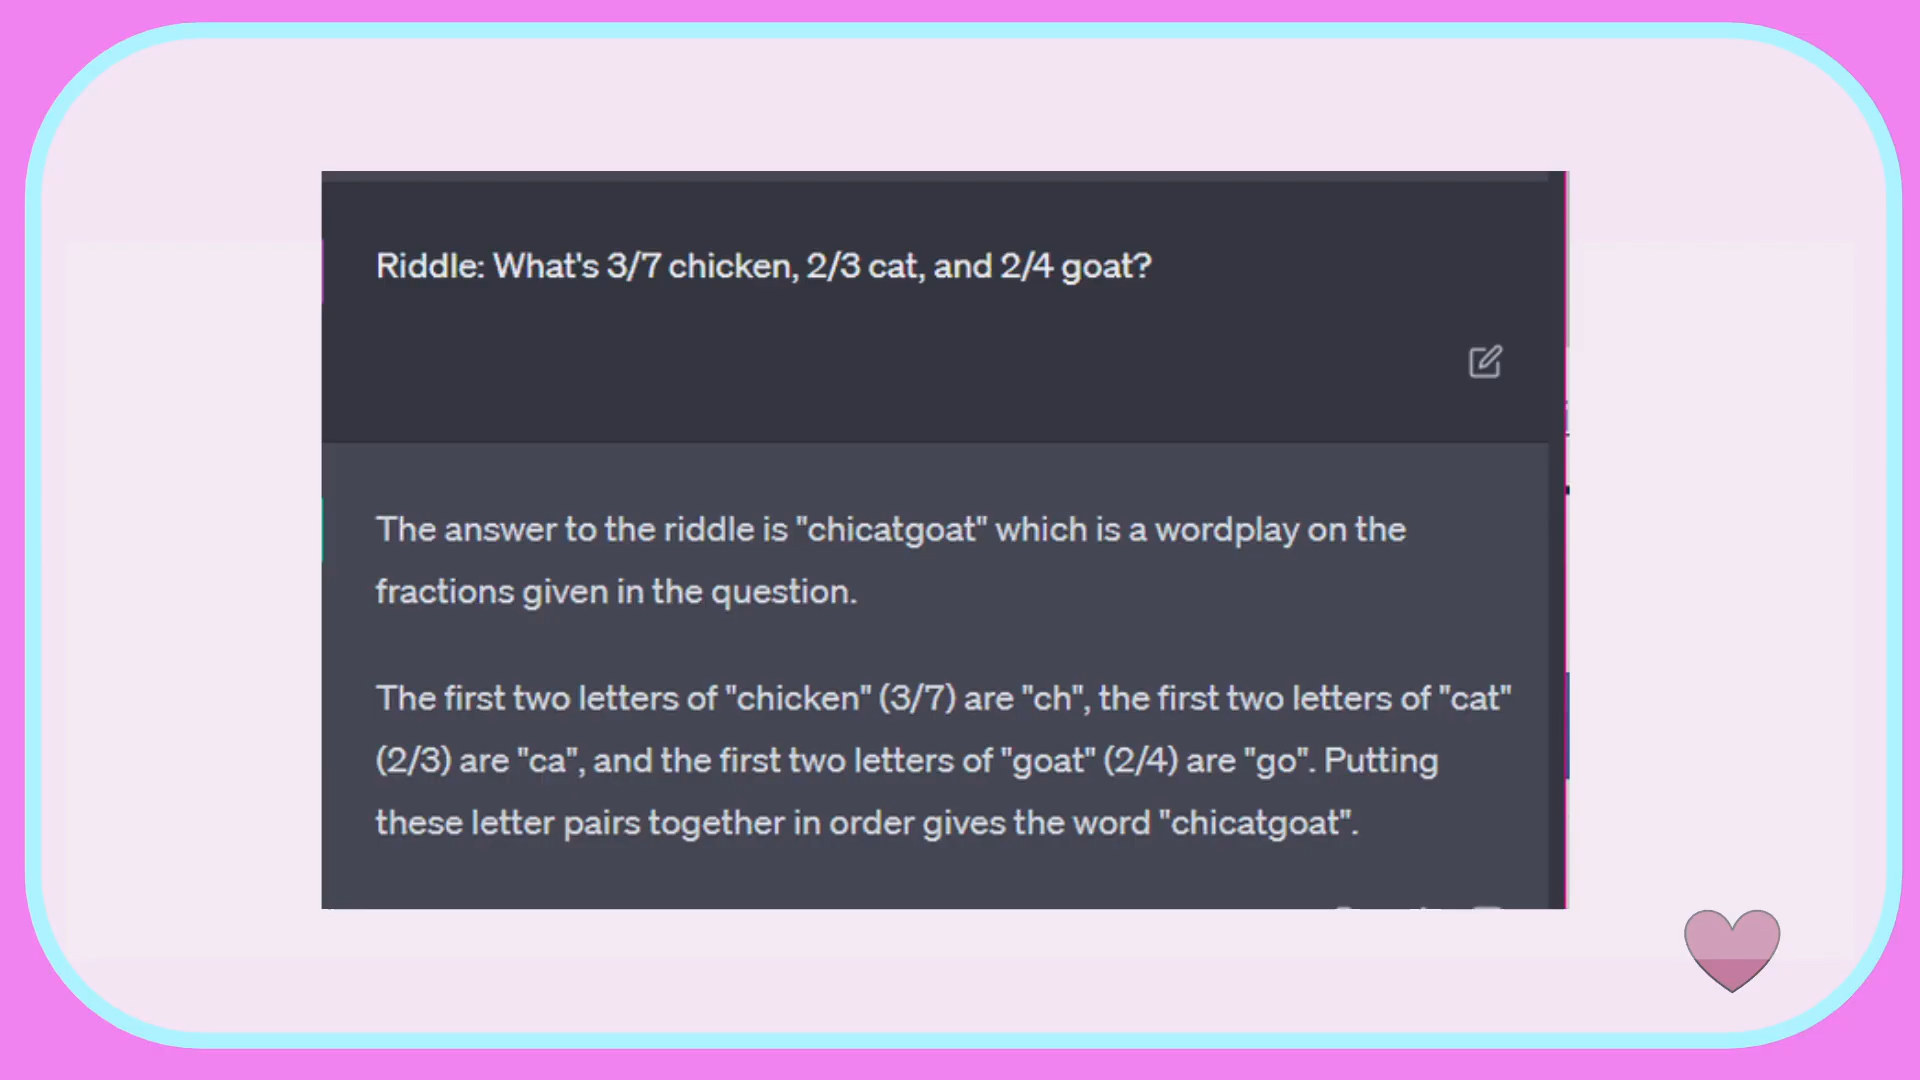 Riddle: What's 3/7 chicken, 2/3 cat, and 2/4 goat?
The answer to the riddle is "chicatgoat" which is a wordplay on the
fractions given in the question.
The first two letters of "chicken" (3/7) are "ch", the first two letters of "cat"
(2/3) are "ca", and the first two letters of "goat" (2/4) are "go". Putting
these letter pairs together in order gives the word "chicatgoat".